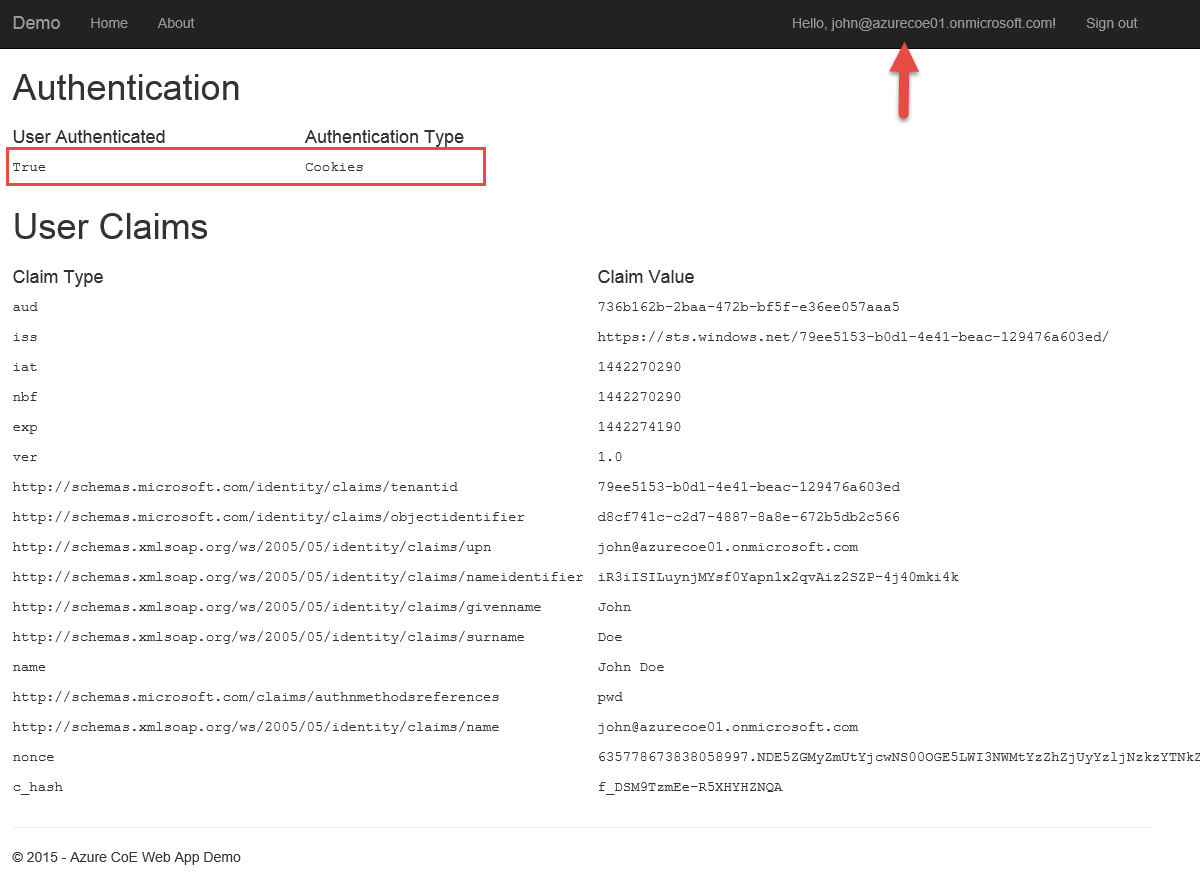 Demo Home About Hello, john@azurecoe01.onmicrosoft.com! Sign out
Authentication
User Authenticated Authentication Type
True Cookies
User Claims
Claim Type Claim Value
aud 736b162b-2baa-472b-bf5f-e36ee057aaa5
iss https://sts.windows.net/79ee5153-b0d1-4e41-beac-129476a603ed/
iat 1442270290
nbf 1442270290
exp 1442274190
ver 1.0
http://schemas.microsoft.com/identity/claims/tenantid 79ee5153-b0d1-4e41-beac-129476a603ed
http://schemas.microsoft.com/identity/claims/objectidentifier d8cf741c-c2d7-4887-8a8e-672b5db2c566
http://schemas.xmlsoap.org/ws/2005/05/identity/claims/upn john@azurecoe01.onmicrosoft.com
http://schemas.xmlsoap.org/ws/2005/05/identity/claims/nameidentifier iR3iISILuynjMYsf0Yapn1x2qvAiz2SZP-4j40mki4k
http://schemas.xmlsoap.org/ws/2005/05/identity/claims/givenname John
http://schemas.xmlsoap.org/ws/2005/05/identity/claims/surname Doe
name John Doe
http://schemas.microsoft.com/claims/authnmethodsreferences pwd
http://schemas.xmlsoap.org/ws/2005/05/identity/claims/name john@azurecoe01.onmicrosoft.com
nonce 635778673838058997.NDE5ZGMyZmUtYjcwNS00OGE5LWI3NWMtYzZhZjUyYzljNzkzYTNkZ
c_hash f_DSM9TzmEe-R5XHYHZNQA
© 2015 - Azure CoE Web App Demo